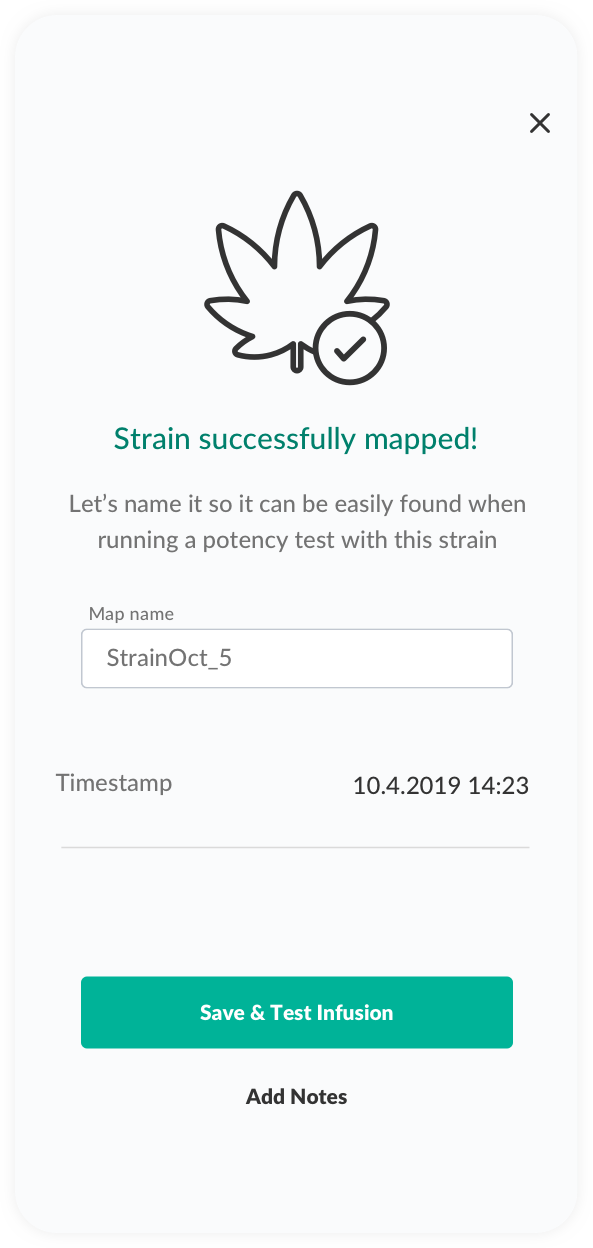 Strain successfully mapped!
Let’s name it so it can be easily found when
running a potency test with this strain
Map name
StrainOct_5
Timestamp
10.4.2019 14:23
Save & Test Infusion
Add Notes